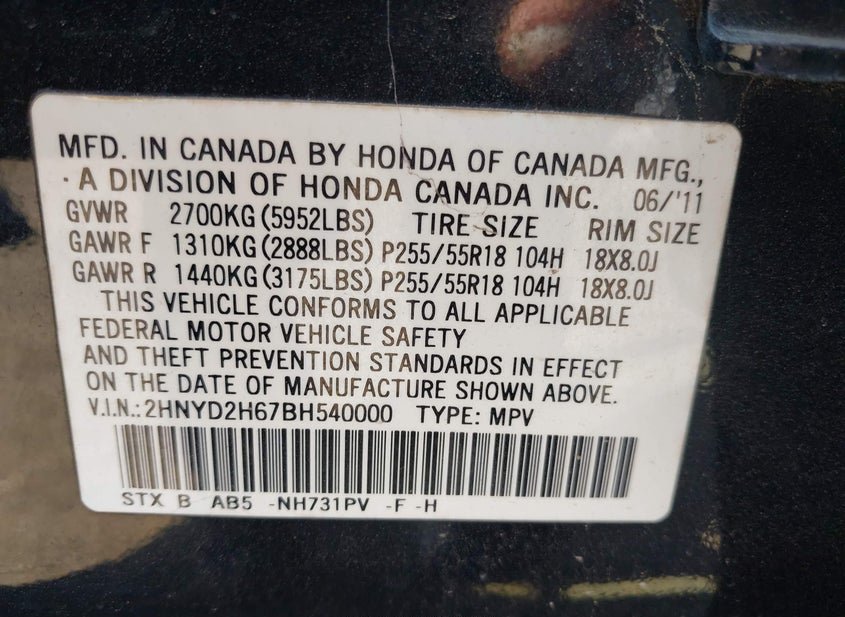 MFD. IN CANADA BY HONDA OF CANADA MFG.,
· A DIVISION OF HONDA CANADA INC. 06/'11
GVWR 2700KG (5952LBS) TIRE SIZE RIM SIZE
GAWR F 1310KG (2888LBS) P255/55R18 104H 18X8.0J
GAWR R 1440KG (3175LBS) P255/55R18 104H 18X8.0J
THIS VEHICLE CONFORMS TO ALL APPLICABLE
FEDERAL MOTOR VEHICLE SAFETY
AND THEFT PREVENTION STANDARDS IN EFFECT
ON THE DATE OF MANUFACTURE SHOWN ABOVE.
V.I.N.: 2HNYD2H67BH540000 TYPE: MPV
STX B AB5 -NH731PV -F -H